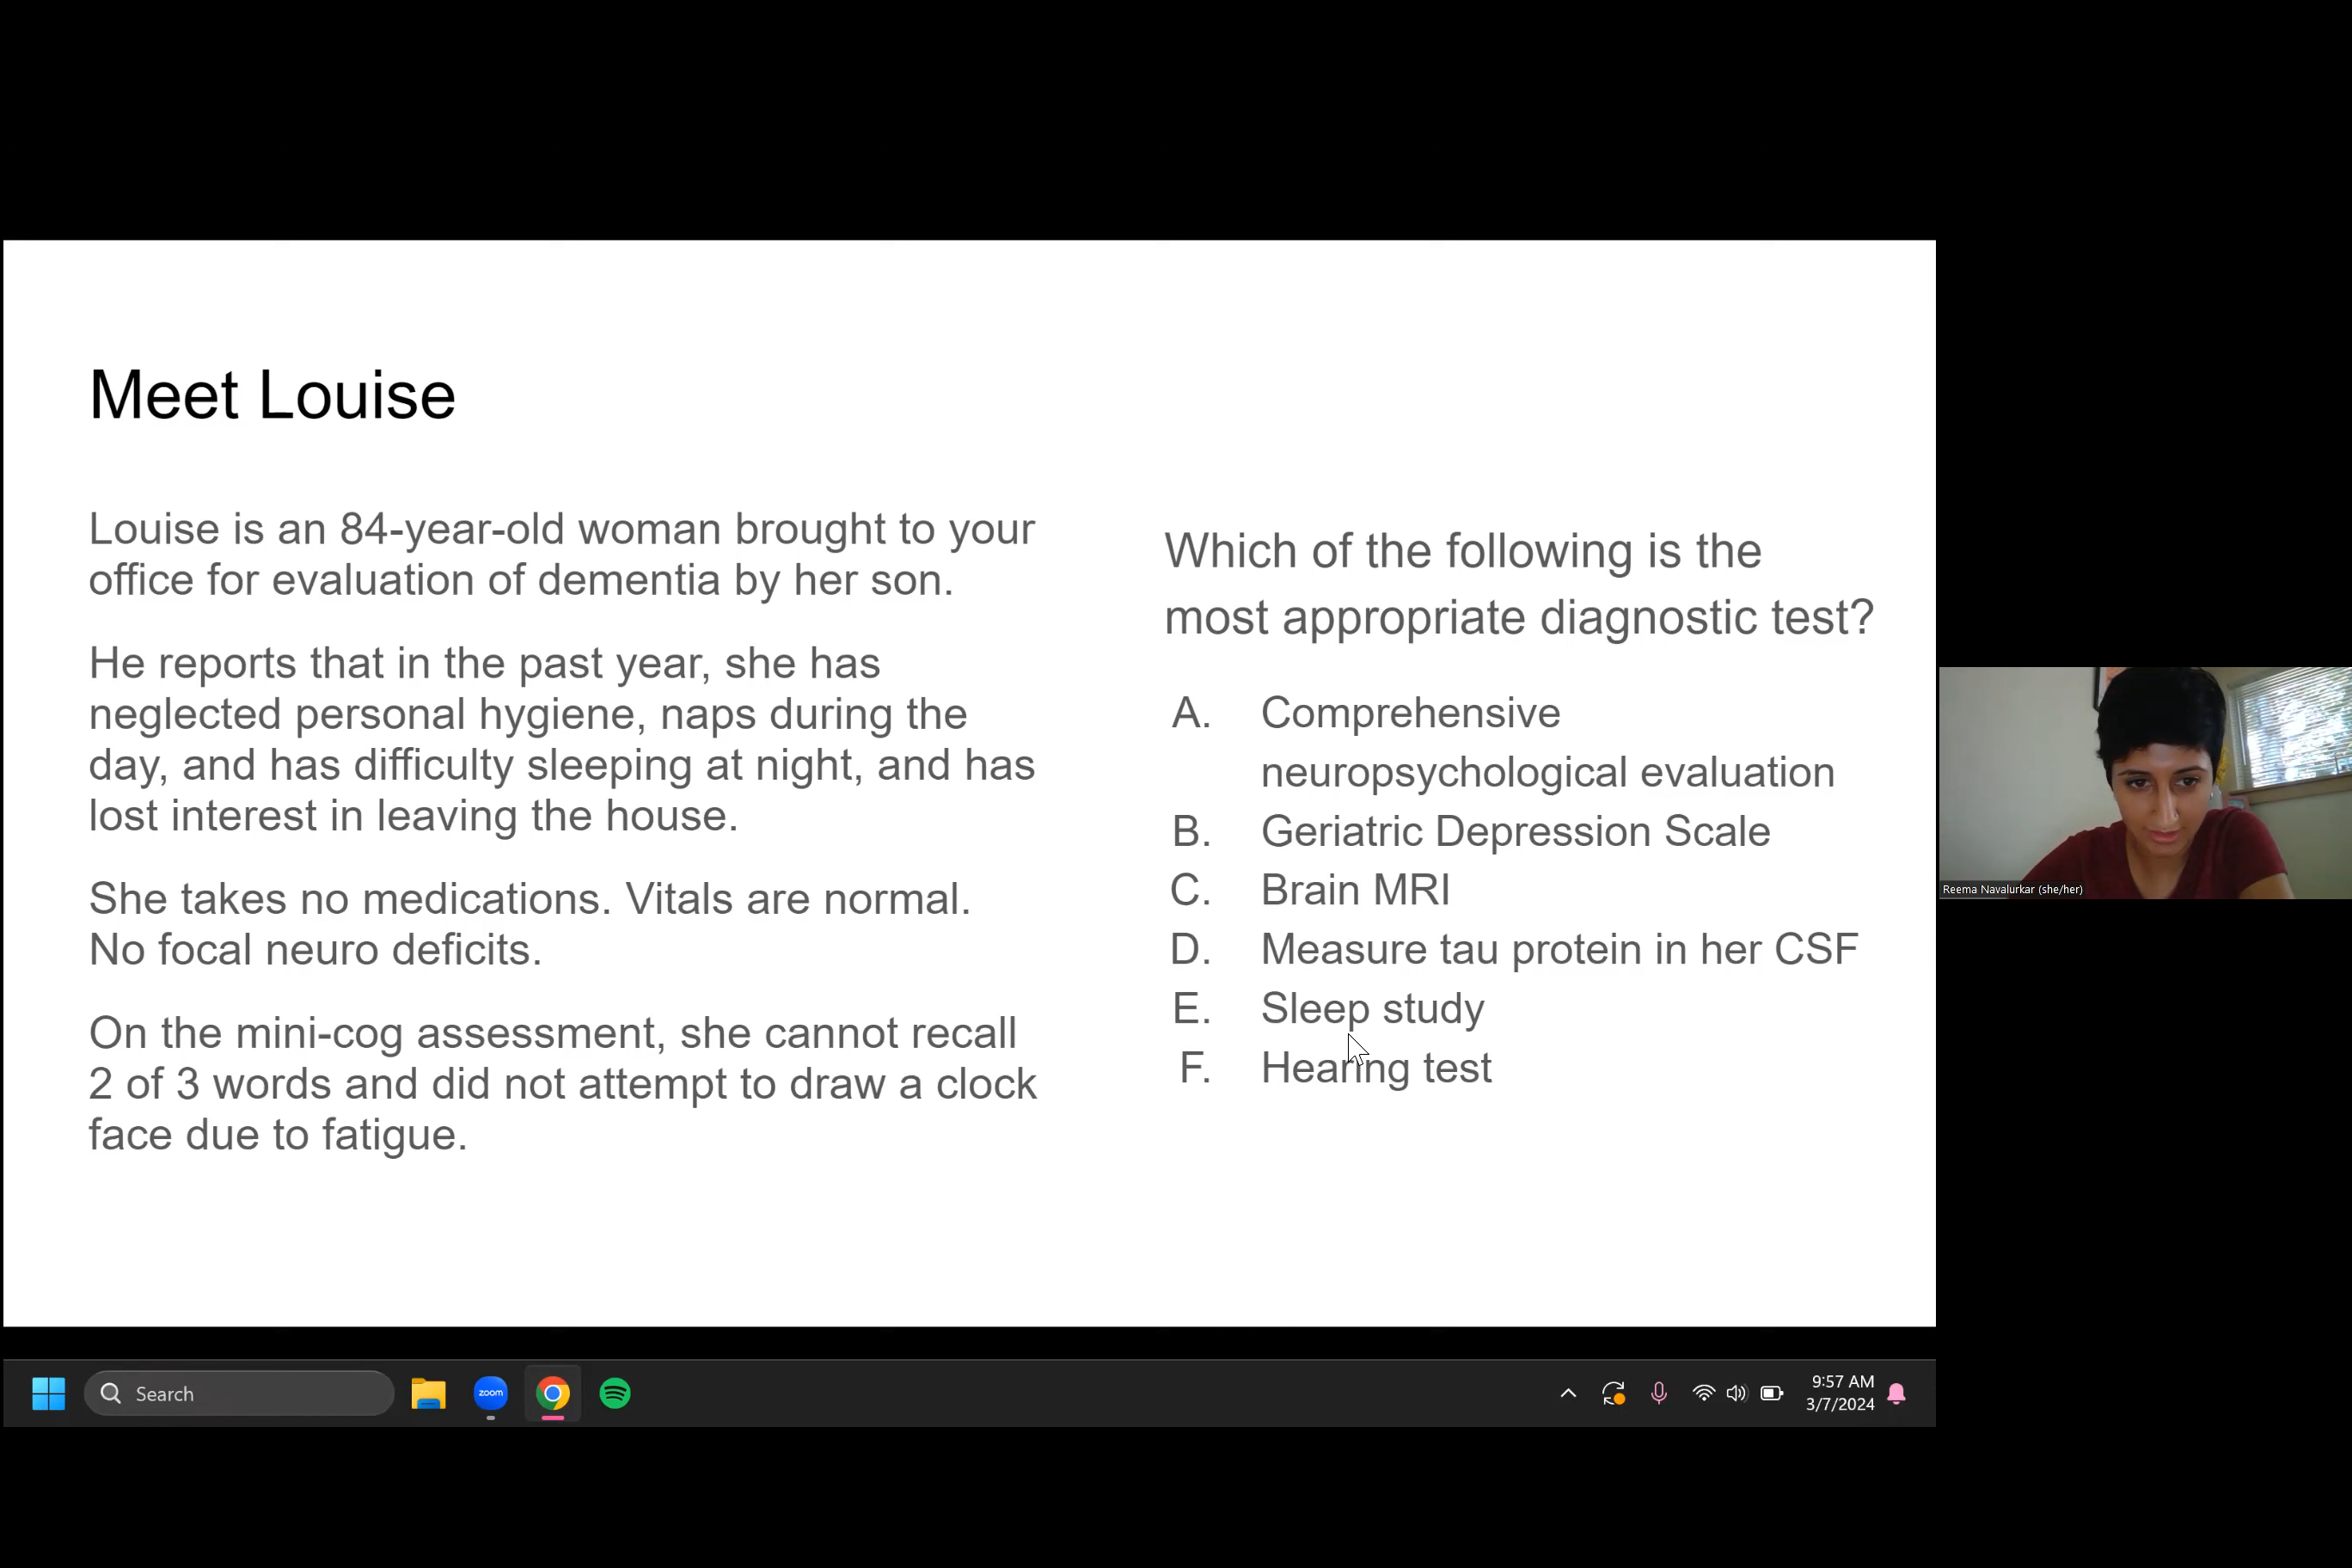 Meet Louise
Louise is an 84-year-old woman brought to your
office for evaluation of dementia by her son.
He reports that in the past year, she has
neglected personal hygiene, naps during the
day, and has difficulty sleeping at night, and has
lost interest in leaving the house.
She takes no medications. Vitals are normal.
No focal neuro deficits.
On the mini-cog assessment, she cannot recall
2 of 3 words and did not attempt to draw a clock
face due to fatigue.
Which of the following is the
most appropriate diagnostic test?
A. Comprehensive
neuropsychological evaluation
B. Geriatric Depression Scale
C. Brain MRI
D. Measure tau protein in her CSF
E. Sleep study
F. Hearing test
Reema Navalurkar (she/her)
Search
zoom
9:57 AM
3/7/2024